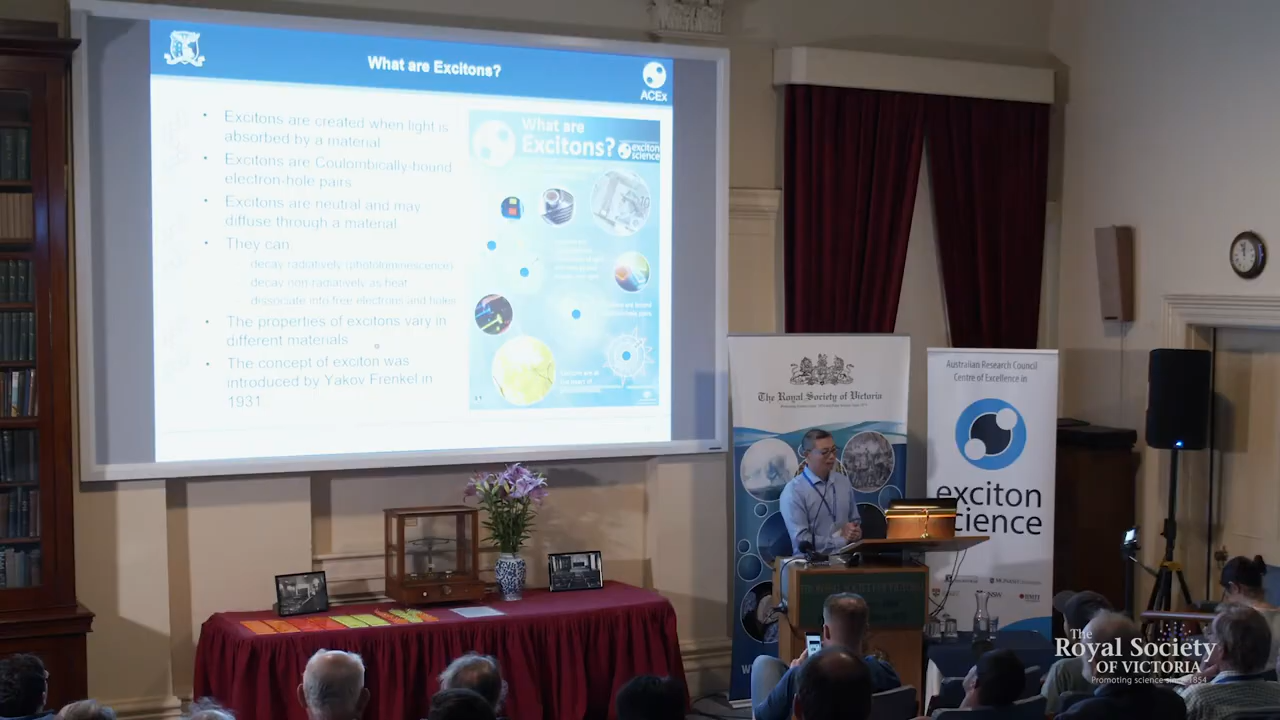 What are Excitons?
ACEx
• Excitons are created when light is
absorbed by a material
• Excitons are Coulombically-bound
electron-hole pairs
• Excitons are neutral and may
diffuse through a material
• They can
decay radiatively (photoluminescence)
decay non radiatively as heat
dissociate into free electrons and holes
• The properties of excitons vary in
different materials
• The concept of exciton was
introduced by Yakov Frenkel in
1931
What are
Excitons?
exciton
science
The Royal Society of Victoria
Australian Research Council
Centre of Excellence in
exciton
science
The
Royal Society
OF VICTORIA
Promoting science since 1854